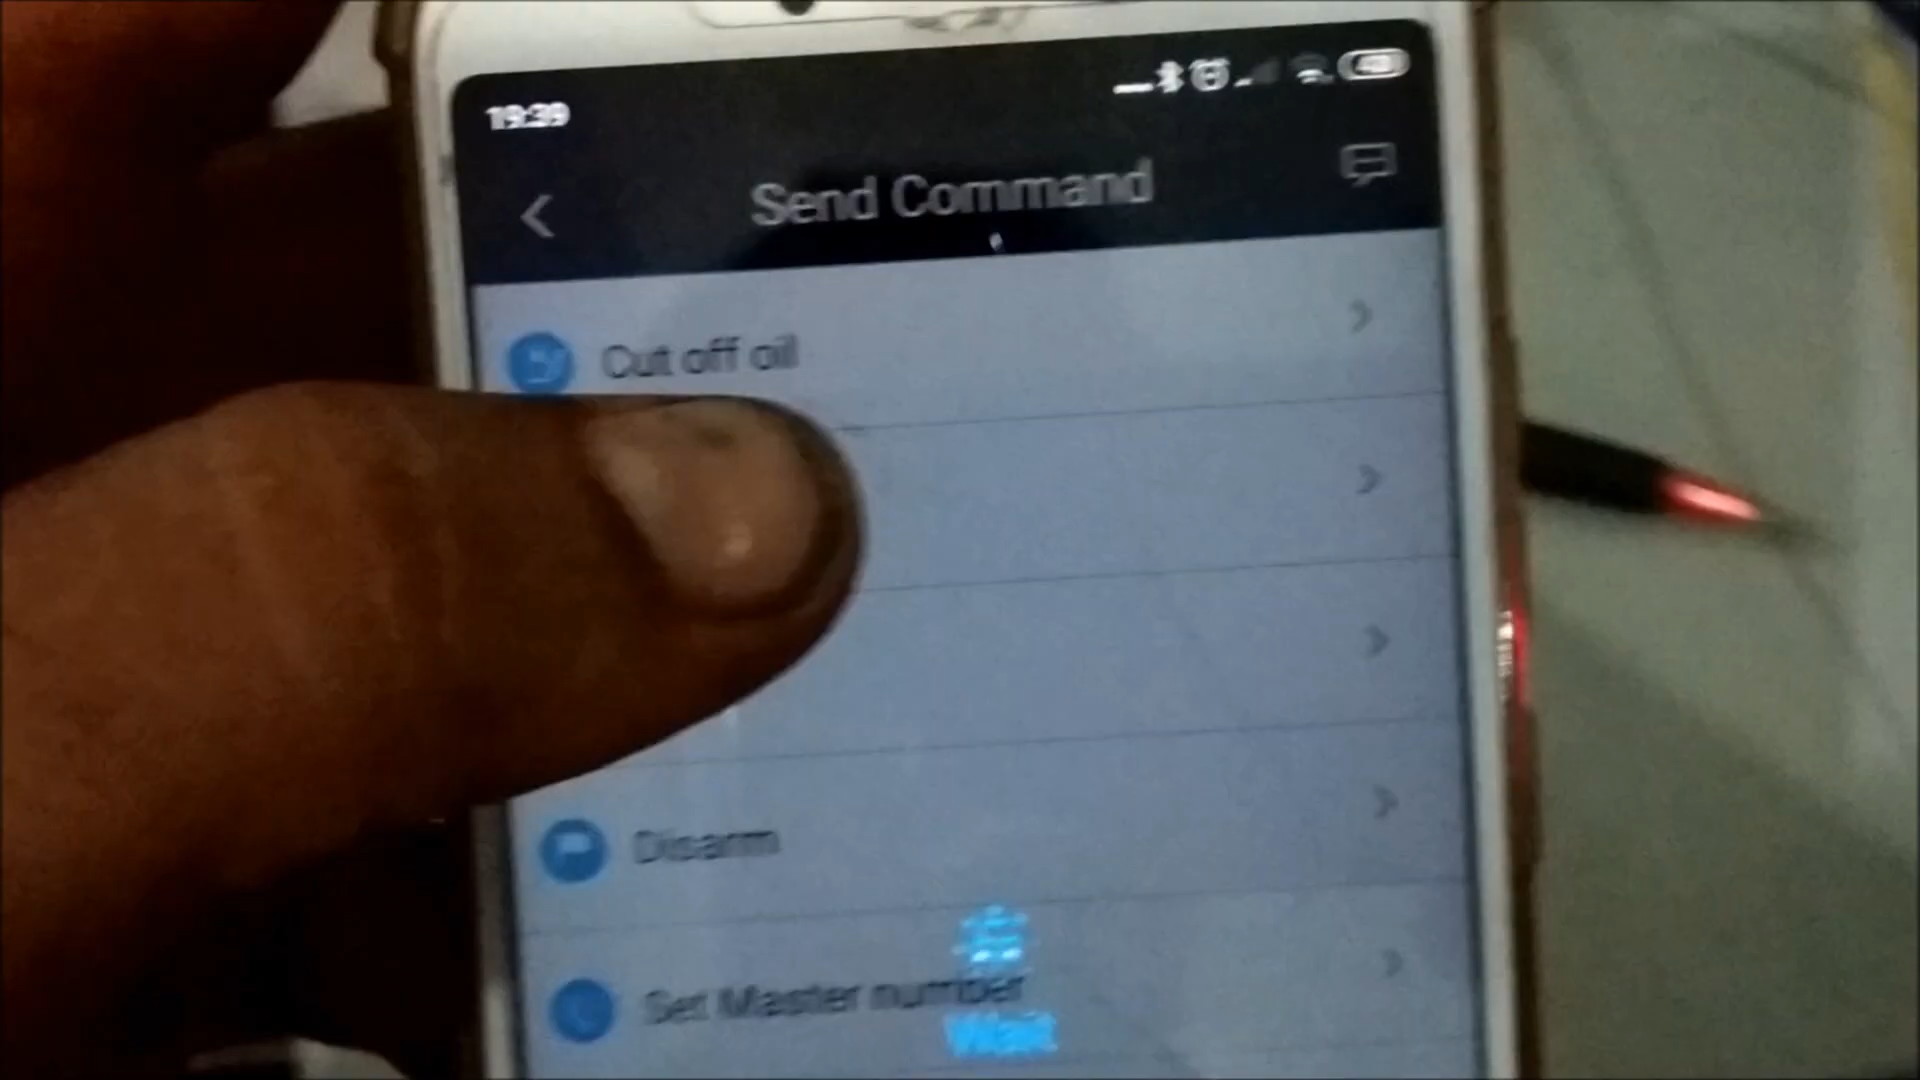 19:39
Send Command
Cut off oil
Disarm
Set Master number
Wait